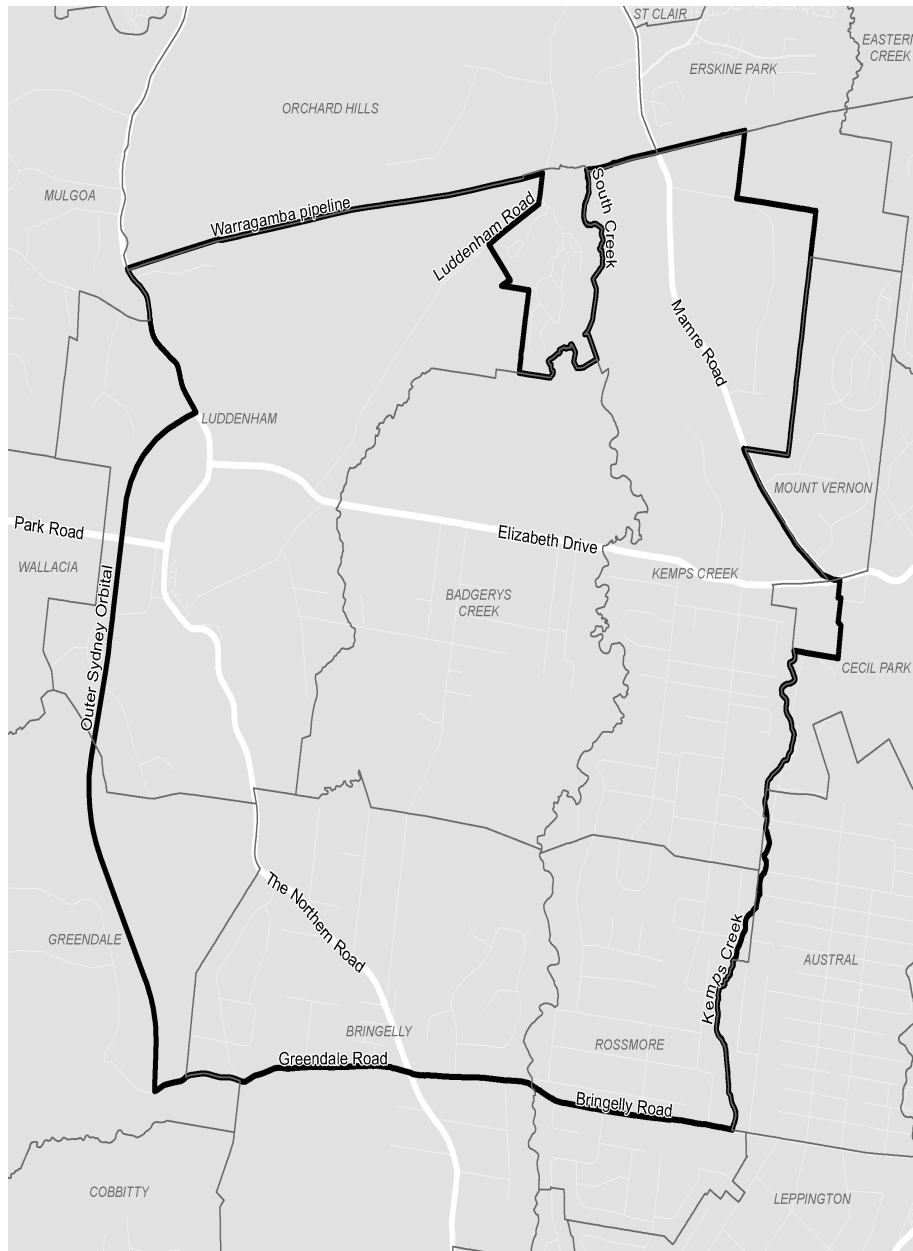 ST CLAIR
EASTERN
CREEK
ERSKINE PARK
ORCHARD HILLS
MULGOA
Warragamba pipeline
Luddenham Road
South Creek
Mamre Road
LUDDENHAM
MOUNT VERNON
Park Road
Elizabeth Drive
WALLACIA
KEMPS CREEK
BADGERYS
CREEK
Outer Sydney Orbital
CECIL PARK
The Northern Road
GREENDALE
Kemps Creek
AUSTRAL
BRINGELLY
ROSSMORE
Greendale Road
Bringelly Road
COBBITTY
LEPPINGTON